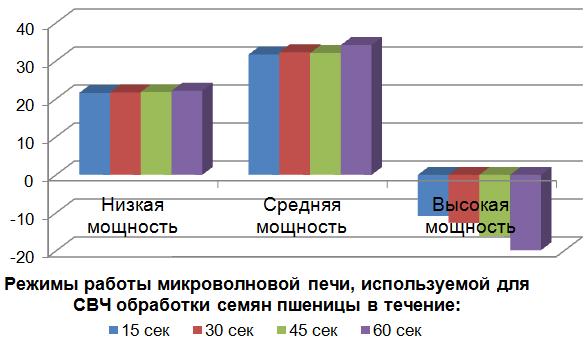 40
30
20
10
0
-10
-20
Низкая мощность
Средняя мощность
Высокая мощность
Режимы работы микроволновой печи, используемой для
СВЧ обработки семян пшеницы в течение:
15 сек 30 сек 45 сек 60 сек